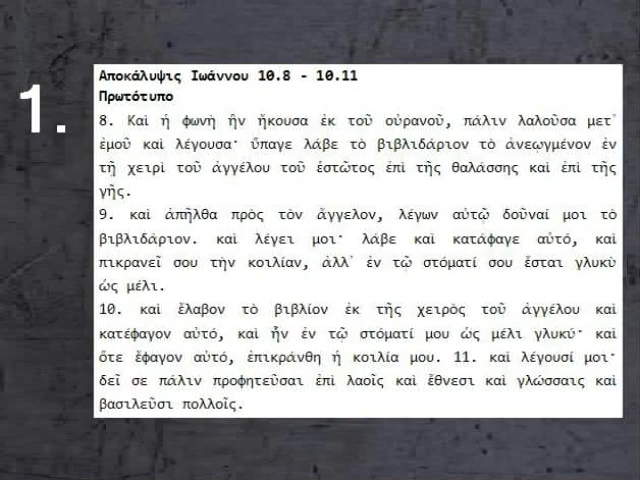 1.
Αποκάλυψις Ιωάννου 10.8 - 10.11
Πρωτότυπο
8. Καὶ ἡ φωνὴ ἣν ἤκουσα ἐκ τοῦ οὐρανοῦ, πάλιν λαλοῦσα μετ᾿
ἐμοῦ καὶ λέγουσα· ὕπαγε λάβε τὸ βιβλιδάριον τὸ ἀνεῳγμένον ἐν
τῇ χειρὶ τοῦ ἀγγέλου τοῦ ἑστῶτος ἐπὶ τῆς θαλάσσης καὶ ἐπὶ τῆς
γῆς.
9. καὶ ἀπῆλθα πρὸς τὸν ἄγγελον, λέγων αὐτῷ δοῦναί μοι τὸ
βιβλιδάριον. καὶ λέγει μοι· λάβε καὶ κατάφαγε αὐτό, καὶ
πικρανεῖ σου τὴν κοιλίαν, ἀλλ᾿ ἐν τῷ στόματί σου ἔσται γλυκὺ
ὡς μέλι.
10. καὶ ἔλαβον τὸ βιβλίον ἐκ τῆς χειρὸς τοῦ ἀγγέλου καὶ
κατέφαγον αὐτό, καὶ ἦν ἐν τῷ στόματί μου ὡς μέλι γλυκύ· καὶ
ὅτε ἔφαγον αὐτό, ἐπικράνθη ἡ κοιλία μου. 11. καὶ λέγουσί μοι·
δεῖ σε πάλιν προφητεῦσαι ἐπὶ λαοῖς καὶ ἔθνεσι καὶ γλώσσαις καὶ
βασιλεῦσι πολλοῖς.